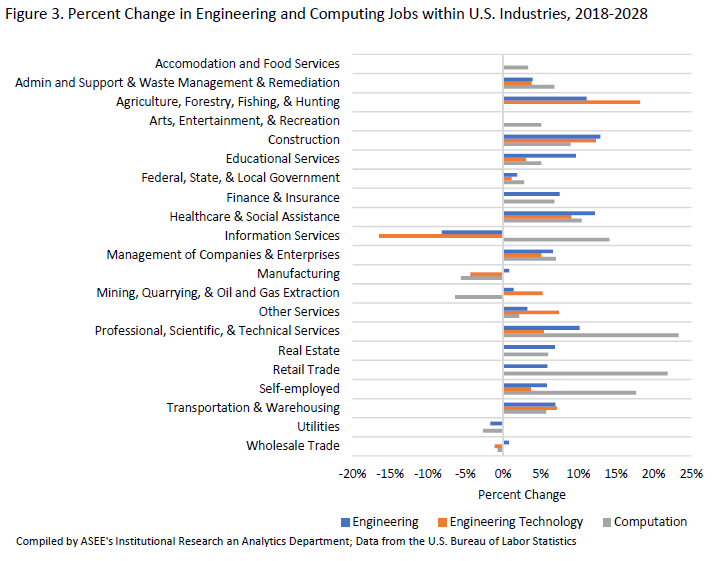 Figure 3. Percent Change in Engineering and Computing Jobs within U.S. Industries, 2018-2028
Accomodation and Food Services
Admin and Support & Waste Management & Remediation
Agriculture, Forestry, Fishing, & Hunting
Arts, Entertainment, & Recreation
Construction
Educational Services
Federal, State, & Local Government
Finance & Insurance
Healthcare & Social Assistance
Information Services
Management of Companies & Enterprises
Manufacturing
Mining, Quarrying, & Oil and Gas Extraction
Other Services
Professional, Scientific, & Technical Services
Real Estate
Retail Trade
Self-employed
Transportation & Warehousing
Utilities
Wholesale Trade
-20% -15% -10% -5% 0% 5% 10% 15% 20% 25%
Percent Change
Engineering Engineering Technology Computation
Compiled by ASEE's Institutional Research an Analytics Department; Data from the U.S. Bureau of Labor Statistics